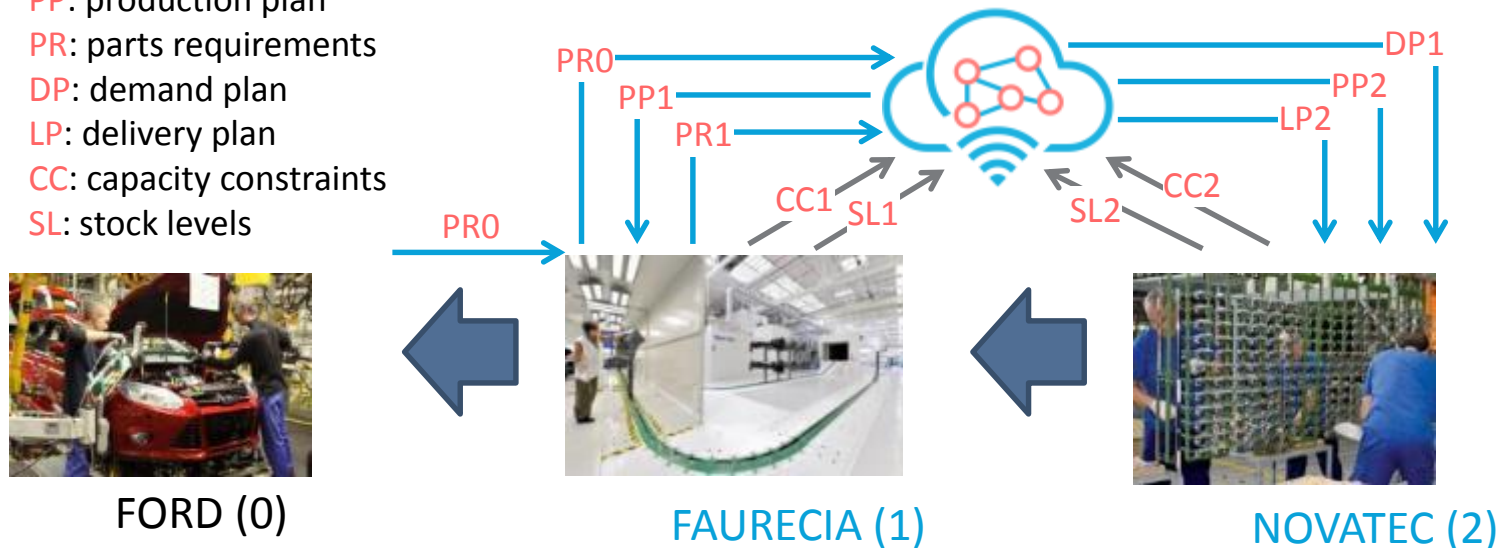 PP: production plan
PR: parts requirements
DP: demand plan
LP: delivery plan
CC: capacity constraints
SL: stock levels
PR0
PR0
PP1
PR1
CC1
SL1
DP1
PP2
LP2
SL2
CC2
FORD (0)
FAURECIA (1)
NOVATEC (2)